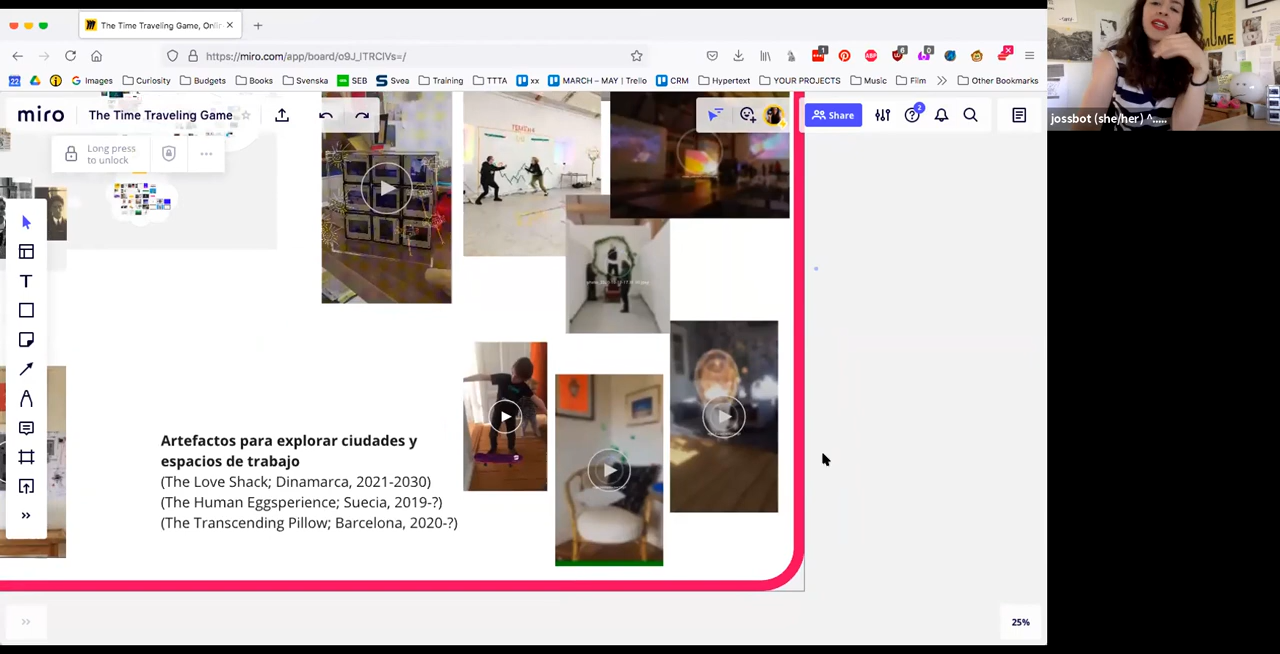 The Time Traveling Game, Onlin
https://miro.com/app/board/o9J_lTRClVs=/
22
Images
Curiosity
Budgets
Books
Svenska
SEB
Svea
Training
TTTA
xx
MARCH – MAY | Trello
CRM
Hypertext
YOUR PROJECTS
Music
Film
Other Bookmarks
miro
The Time Traveling Game
Share
2
Long press
to unlock
Artefactos para explorar ciudades y
espacios de trabajo
(The Love Shack; Dinamarca, 2021-2030)
(The Human Eggsperience; Suecia, 2019-?)
(The Transcending Pillow; Barcelona, 2020-?)
25%
jossbot (she/her) ^.....